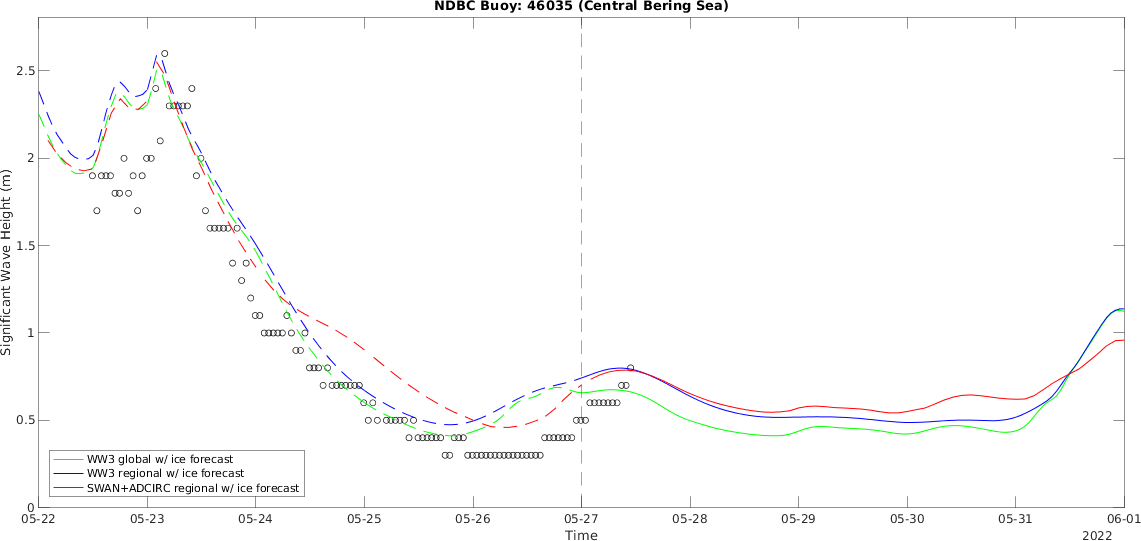 NDBC Buoy: 46035 (Central Bering Sea)
Significant Wave Height (m)
2.5
2
1.5
1
0.5
0
WW3 global w/ ice forecast
WW3 regional w/ ice forecast
SWAN+ADCIRC regional w/ ice forecast
05-22 05-23 05-24 05-25 05-26 05-27 05-28 05-29 05-30 05-31 06-01
Time
2022